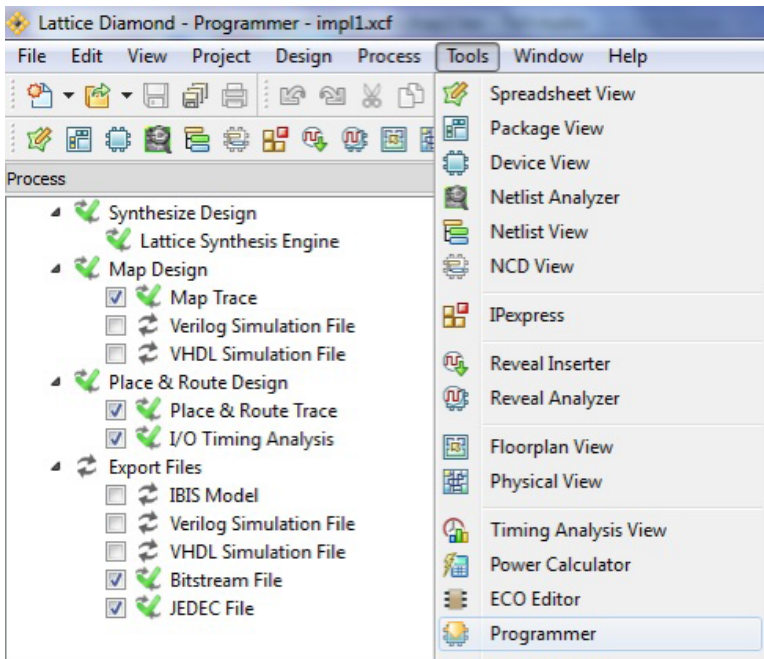 Lattice Diamond - Programmer - impl1.xcf
File Edit View Project Design Process Tools Window Help
Process
Synthesize Design
Lattice Synthesis Engine
Map Design
Map Trace
Verilog Simulation File
VHDL Simulation File
Place & Route Design
Place & Route Trace
I/O Timing Analysis
Export Files
IBIS Model
Verilog Simulation File
VHDL Simulation File
Bitstream File
JEDEC File
Spreadsheet View
Package View
Device View
Netlist Analyzer
Netlist View
NCD View
IPexpress
Reveal Inserter
Reveal Analyzer
Floorplan View
Physical View
Timing Analysis View
Power Calculator
ECO Editor
Programmer